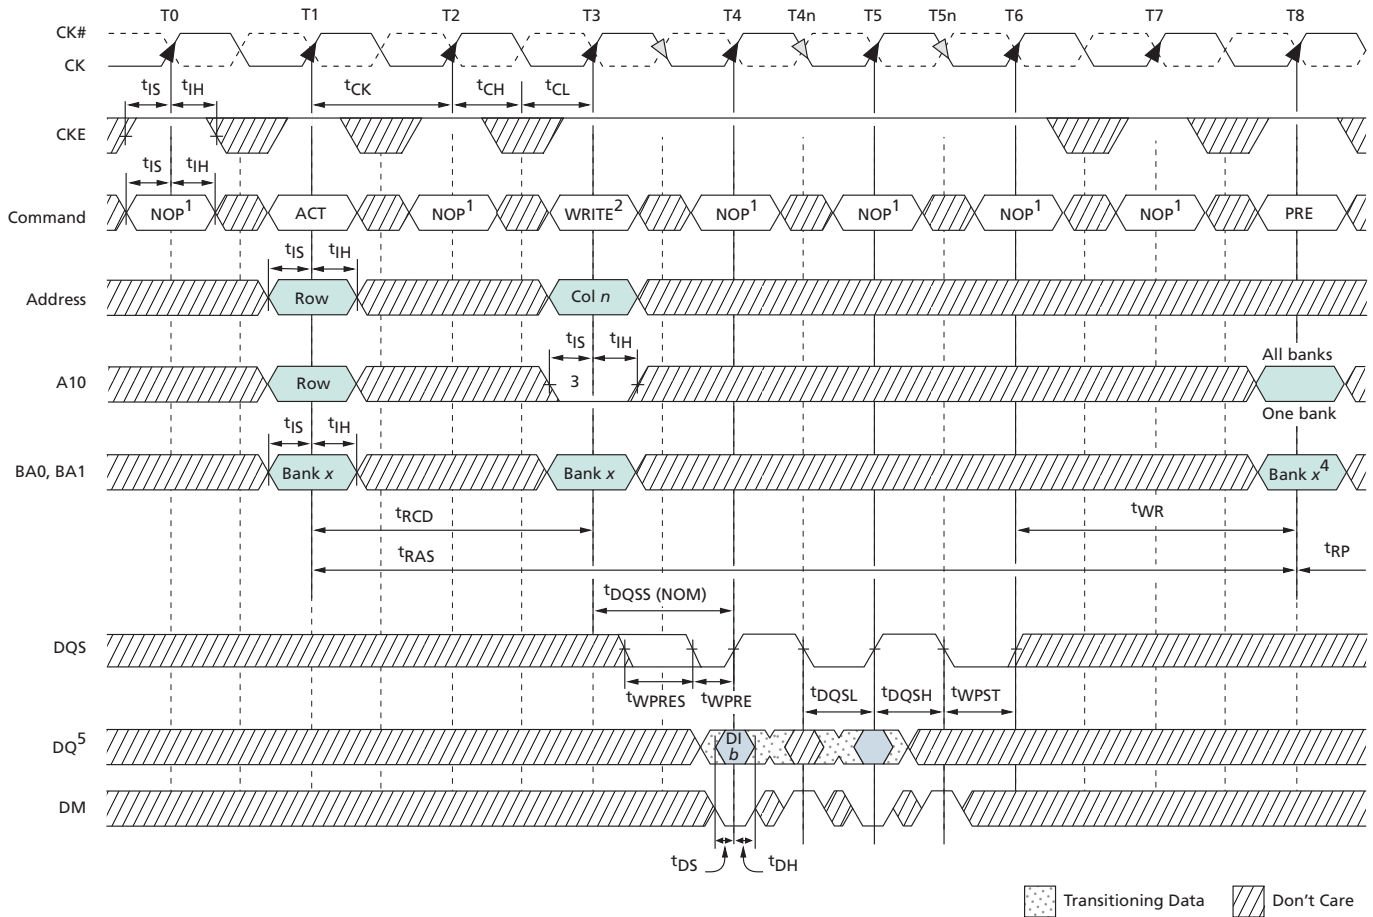 T0 T1 T2 T3 T4 T4n T5 T5n T6 T7 T8
CK#
CK
tIS tIH tCK tCH tCL
CKE
tIS tIH
Command NOP1 ACT NOP1 WRITE2 NOP1 NOP1 NOP1 NOP1 PRE
tIS tIH
Address Row Col n
tIS tIH All banks
A10 Row 3
One bank
tIS tIH
BA0, BA1 Bank x Bank x Bank x4
tRCD tWR
tRAS tRP
tDQSS (NOM)
DQS
tWPRES tWPRE tDQSL tDQSH tWPST
DQ5 DI
b
DM
tDS tDH
Transitioning Data Don't Care